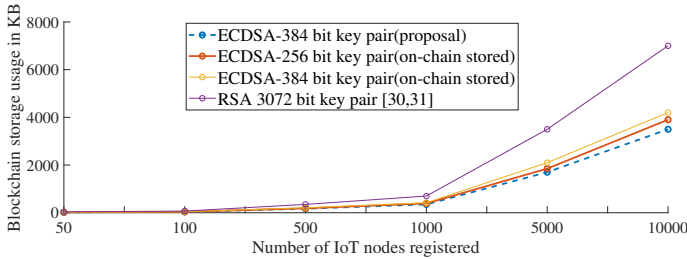 Blockchain storage usage in KB
8000
6000
4000
2000
0
ECDSA-384 bit key pair(proposal)
ECDSA-256 bit key pair(on-chain stored)
ECDSA-384 bit key pair(on-chain stored)
RSA 3072 bit key pair [30,31]
50 100 500 1000 5000 10000
Number of IoT nodes registered